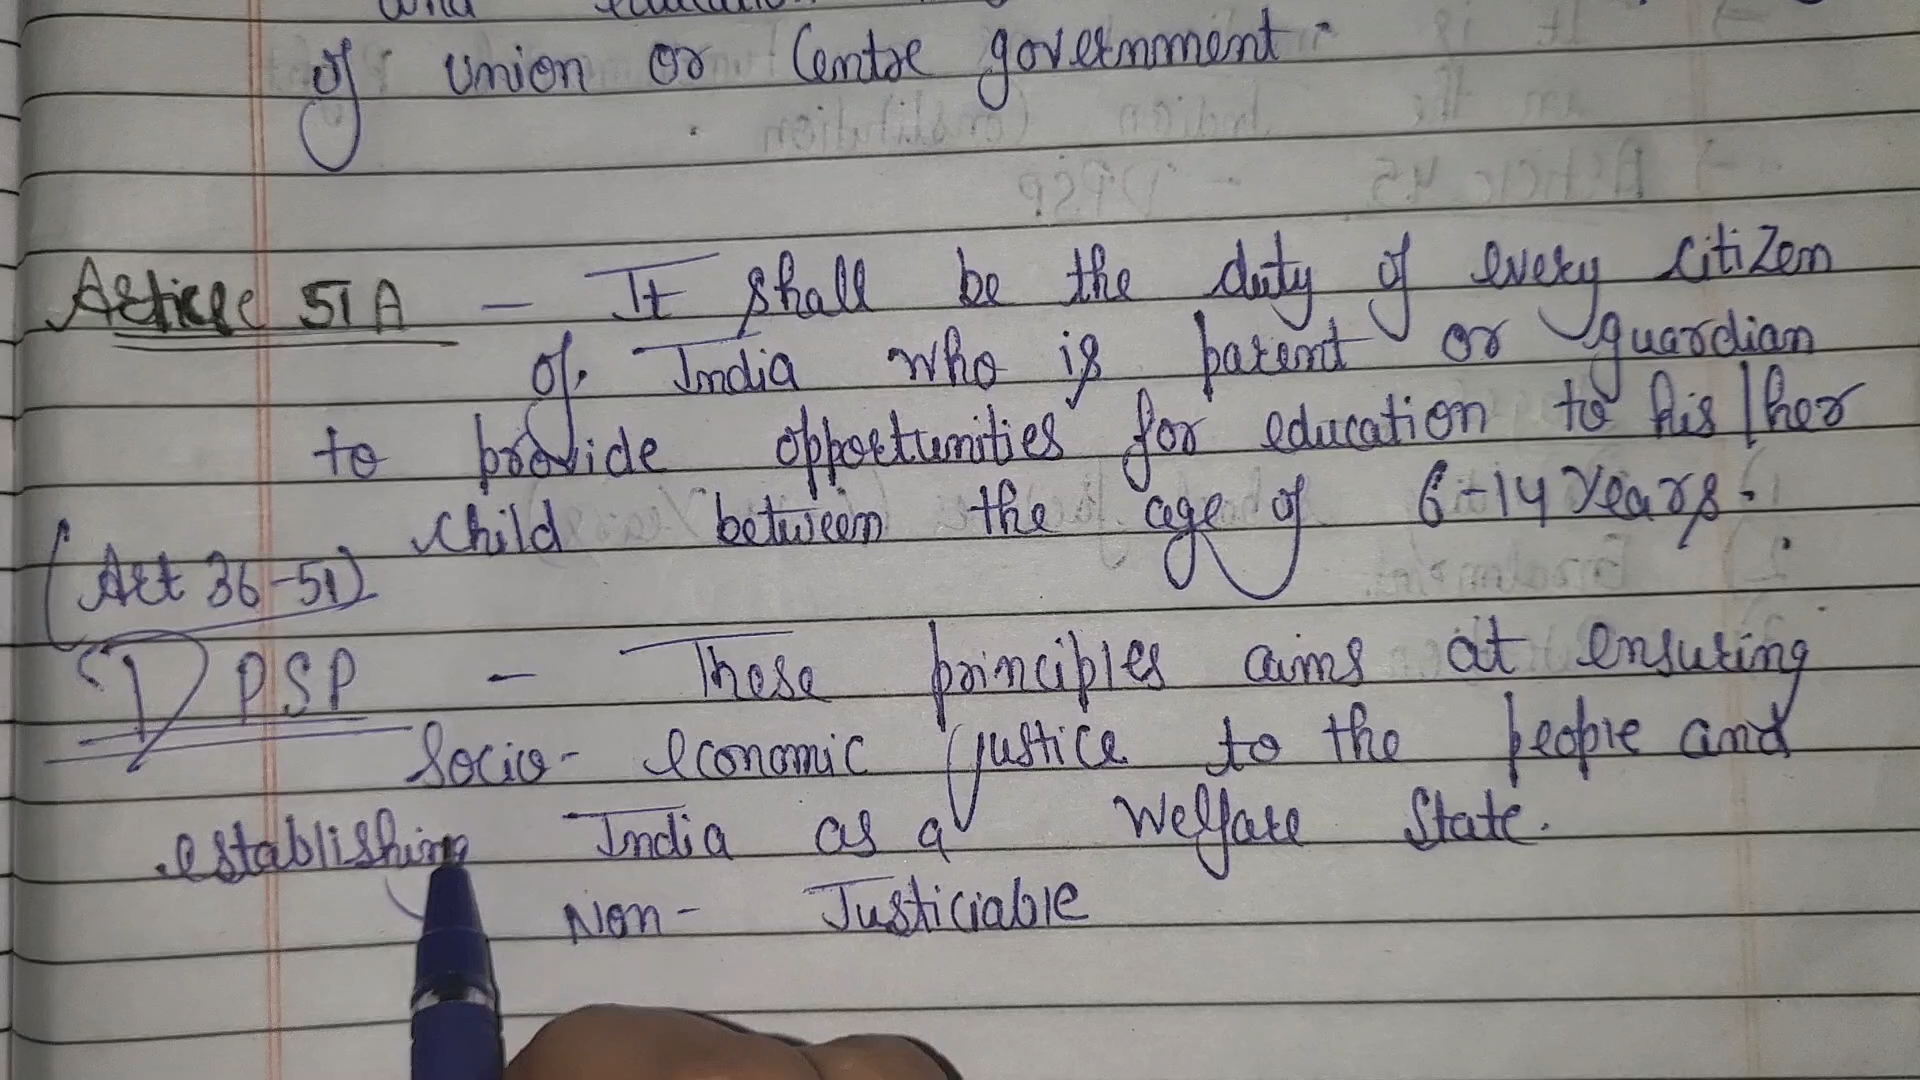 and
of union or Centre government.
Article 51A - It shall be the duty of every citizen
of India who is parent or guardian
to provide opportunities for education to his/her
child between the age of 6-14 years.
(Art 36-51)
DPSP - These principles aims at ensuring
Socio- economic justice to the people and
establishing India as a Welfare State.
Non- Justiciable